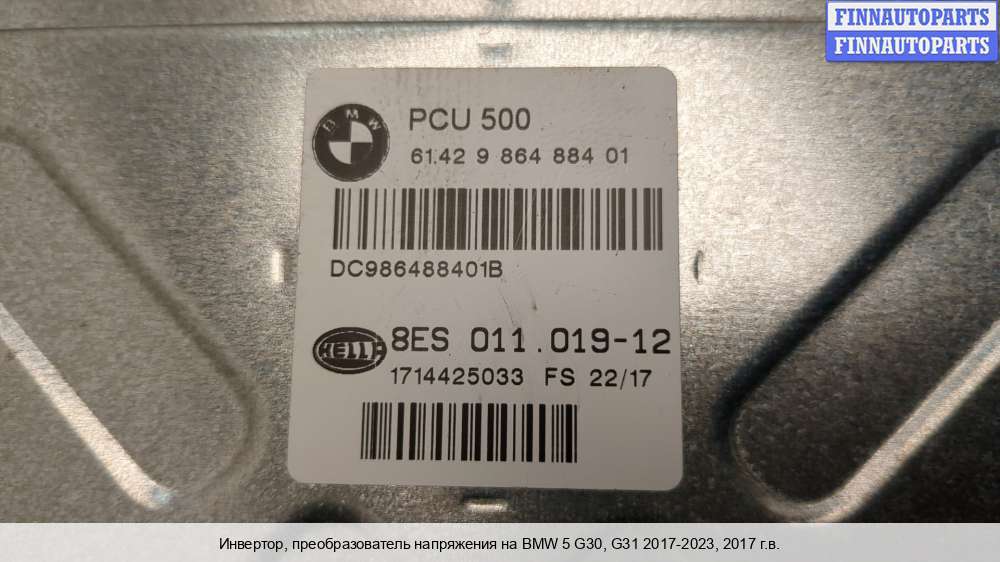 FINNAUTOPARTS
FINNAUTOPARTS
BMW
PCU 500
61.42 9 864 884 01
DC986488401B
HELLA
8ES 011.019-12
1714425033 FS 22/17
Инвертор, преобразователь напряжения на BMW 5 G30, G31 2017-2023, 2017 г.в.